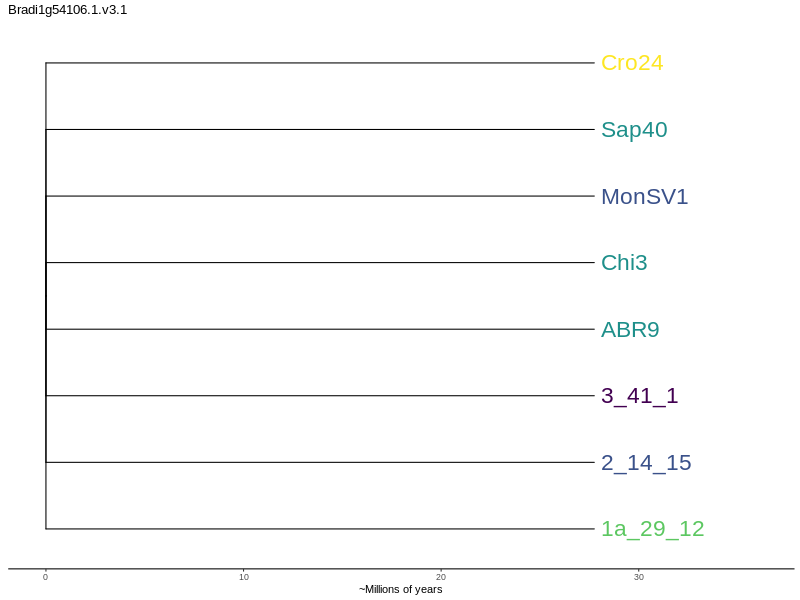 Bradi1g54106.1.v3.1
Cro24
Sap40
MonSV1
Chi3
ABR9
3_41_1
2_14_15
1a_29_12
0 10 20 30
~Millions of years